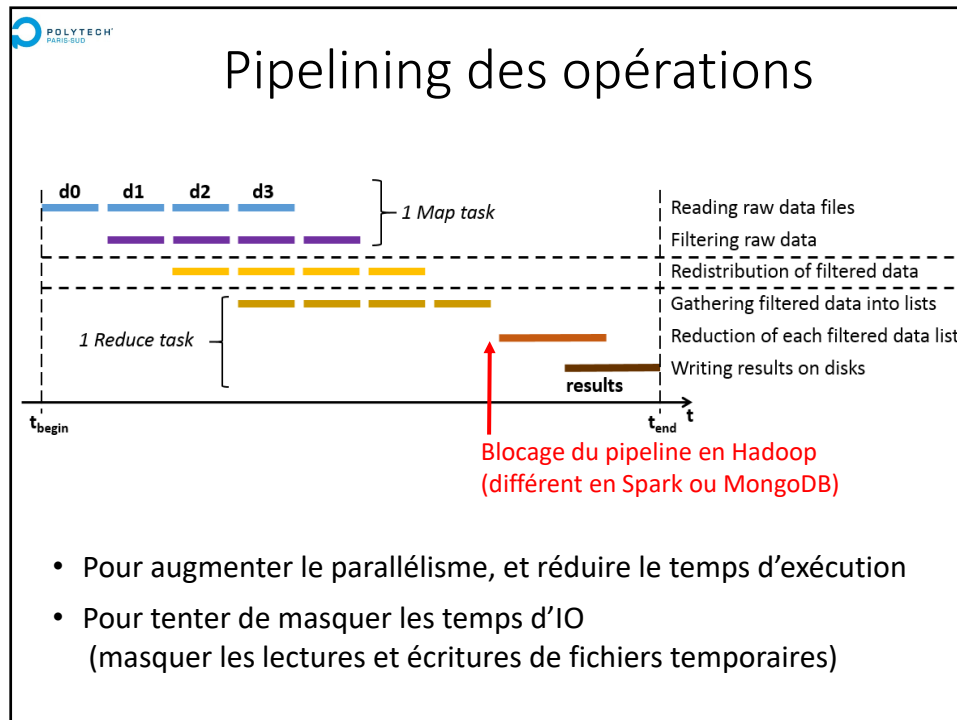 POLYTECH'
PARIS-SUD
Pipelining des opérations
d0 d1 d2 d3
1 Map task
Reading raw data files
Filtering raw data
Redistribution of filtered data
Gathering filtered data into lists
1 Reduce task
Reduction of each filtered data list
Writing results on disks
results
t
tbegin
tend
Blocage du pipeline en Hadoop
(différent en Spark ou MongoDB)
• Pour augmenter le parallélisme, et réduire le temps d'exécution
• Pour tenter de masquer les temps d'IO
(masquer les lectures et écritures de fichiers temporaires)